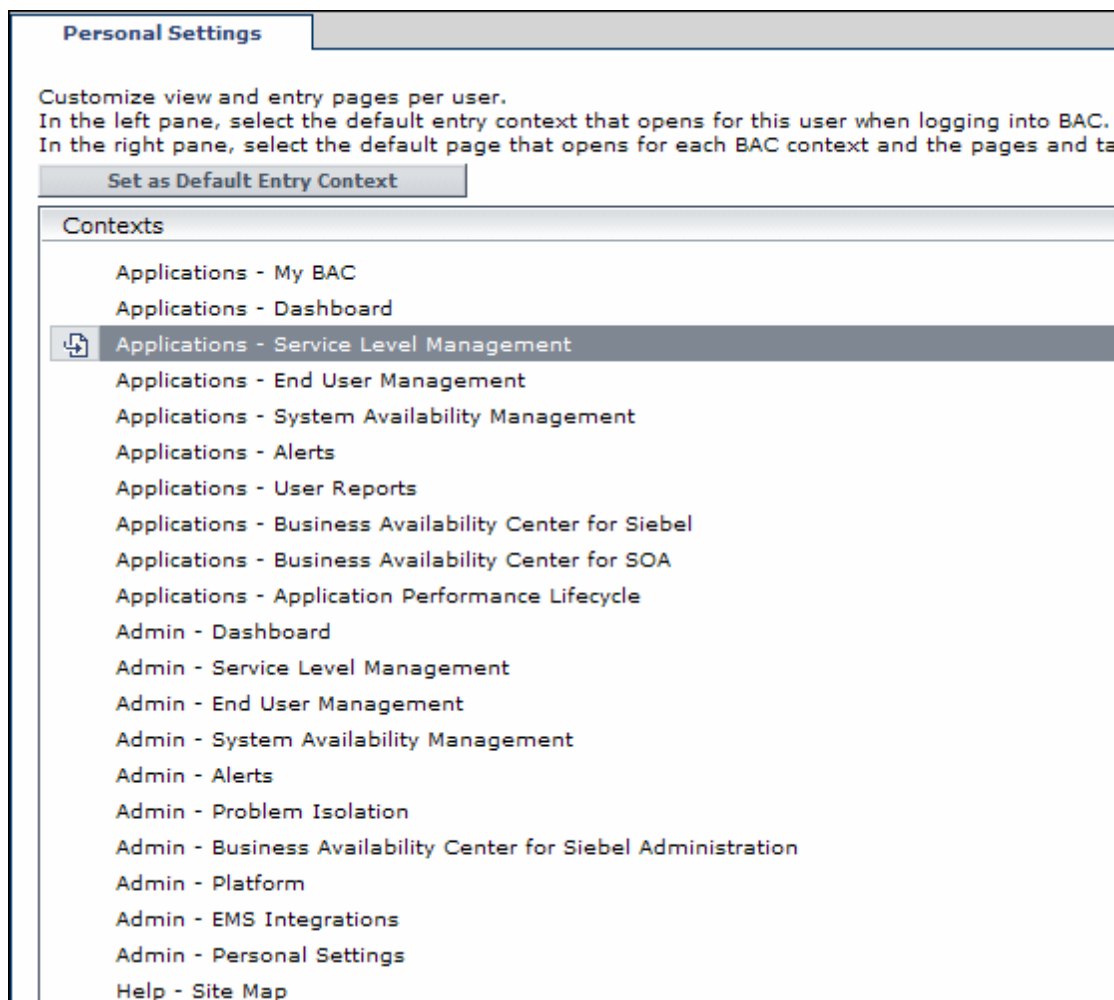 Personal Settings
Customize view and entry pages per user.
In the left pane, select the default entry context that opens for this user when logging into BAC.
In the right pane, select the default page that opens for each BAC context and the pages and ta
Set as Default Entry Context
Contexts
Applications - My BAC
Applications - Dashboard
Applications - Service Level Management
Applications - End User Management
Applications - System Availability Management
Applications - Alerts
Applications - User Reports
Applications - Business Availability Center for Siebel
Applications - Business Availability Center for SOA
Applications - Application Performance Lifecycle
Admin - Dashboard
Admin - Service Level Management
Admin - End User Management
Admin - System Availability Management
Admin - Alerts
Admin - Problem Isolation
Admin - Business Availability Center for Siebel Administration
Admin - Platform
Admin - EMS Integrations
Admin - Personal Settings
Help - Site Map